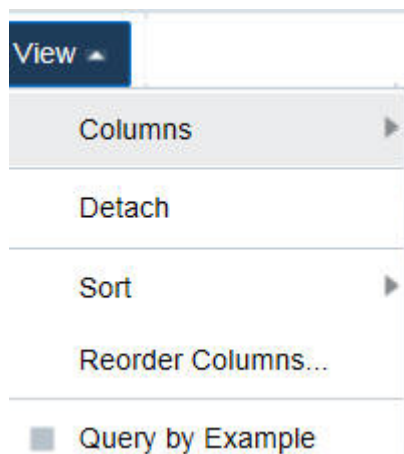 View
Columns
Detach
Sort
Reorder Columns...
Query by Example